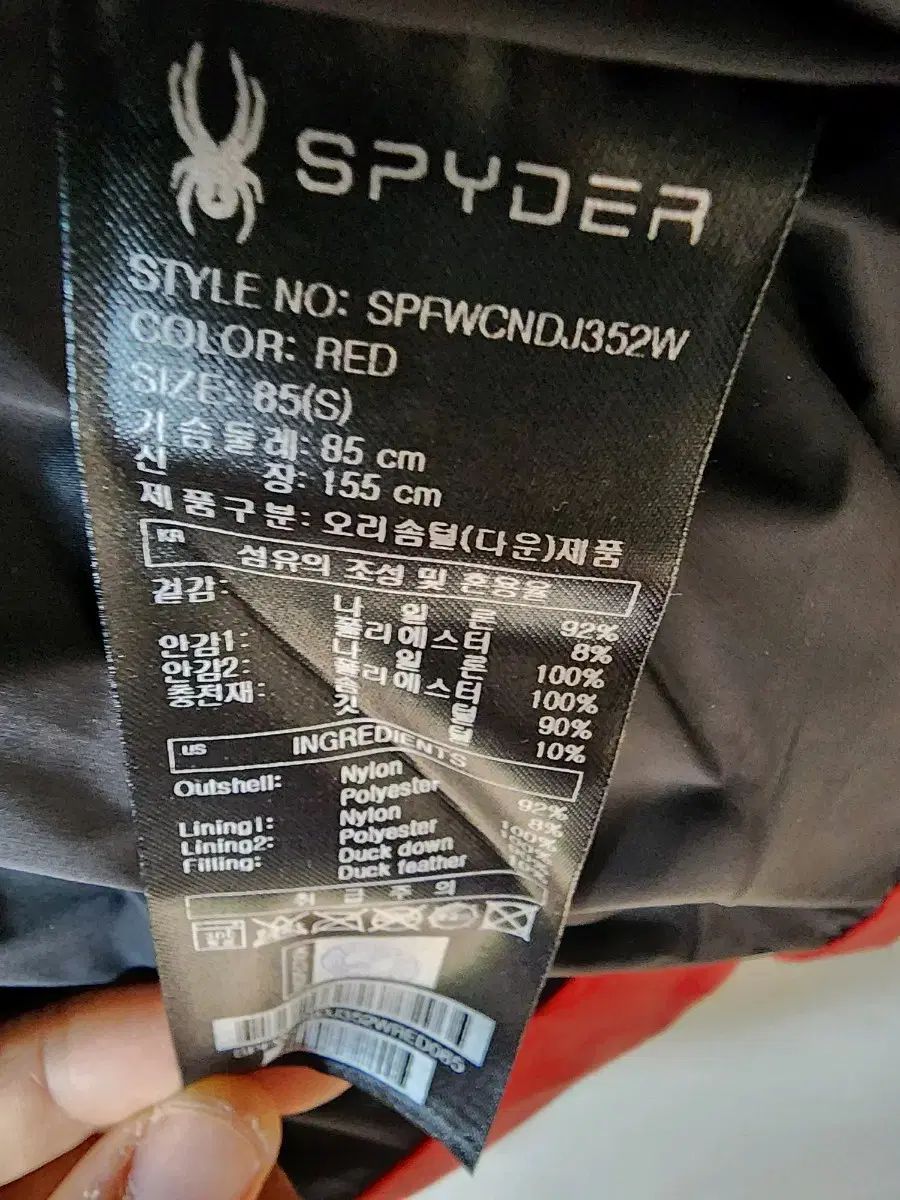 SPYDER
STYLE NO: SPFWCNDJ352W
COLOR: RED
SIZE: 85(S)
가슴둘레: 85 cm
신 장: 155 cm
제품구분: 오리솜털(다운)제품
KR 섬유의 조성 및 혼용율
겉감: 나 일 론 92%
폴리에스터 8%
안감1: 나 일 론 100%
안감2: 폴리에스터 100%
충전재: 솜 털 90%
깃 털 10%
US INGREDIENTS
Outshell: Nylon 92%
Polyester 8%
Lining1: Nylon 100%
Lining2: Polyester
Filling: Duck down
Duck feather
취 급 주 의